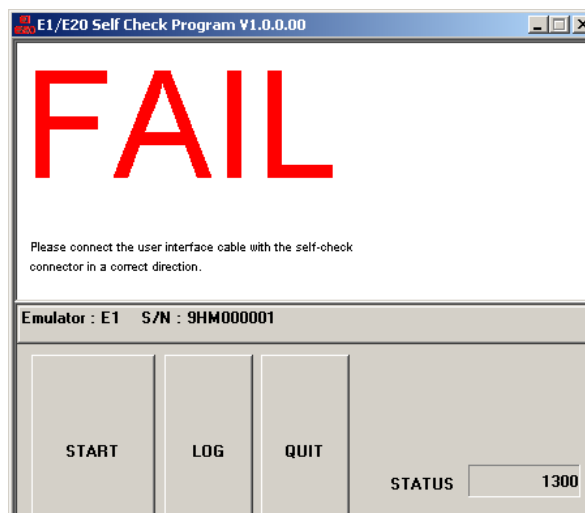 E1/E20 Self Check Program V1.0.0.00
FAIL
Please connect the user interface cable with the self-check
connector in a correct direction.
Emulator : E1 S/N : 9HM000001
START LOG QUIT
STATUS 1300